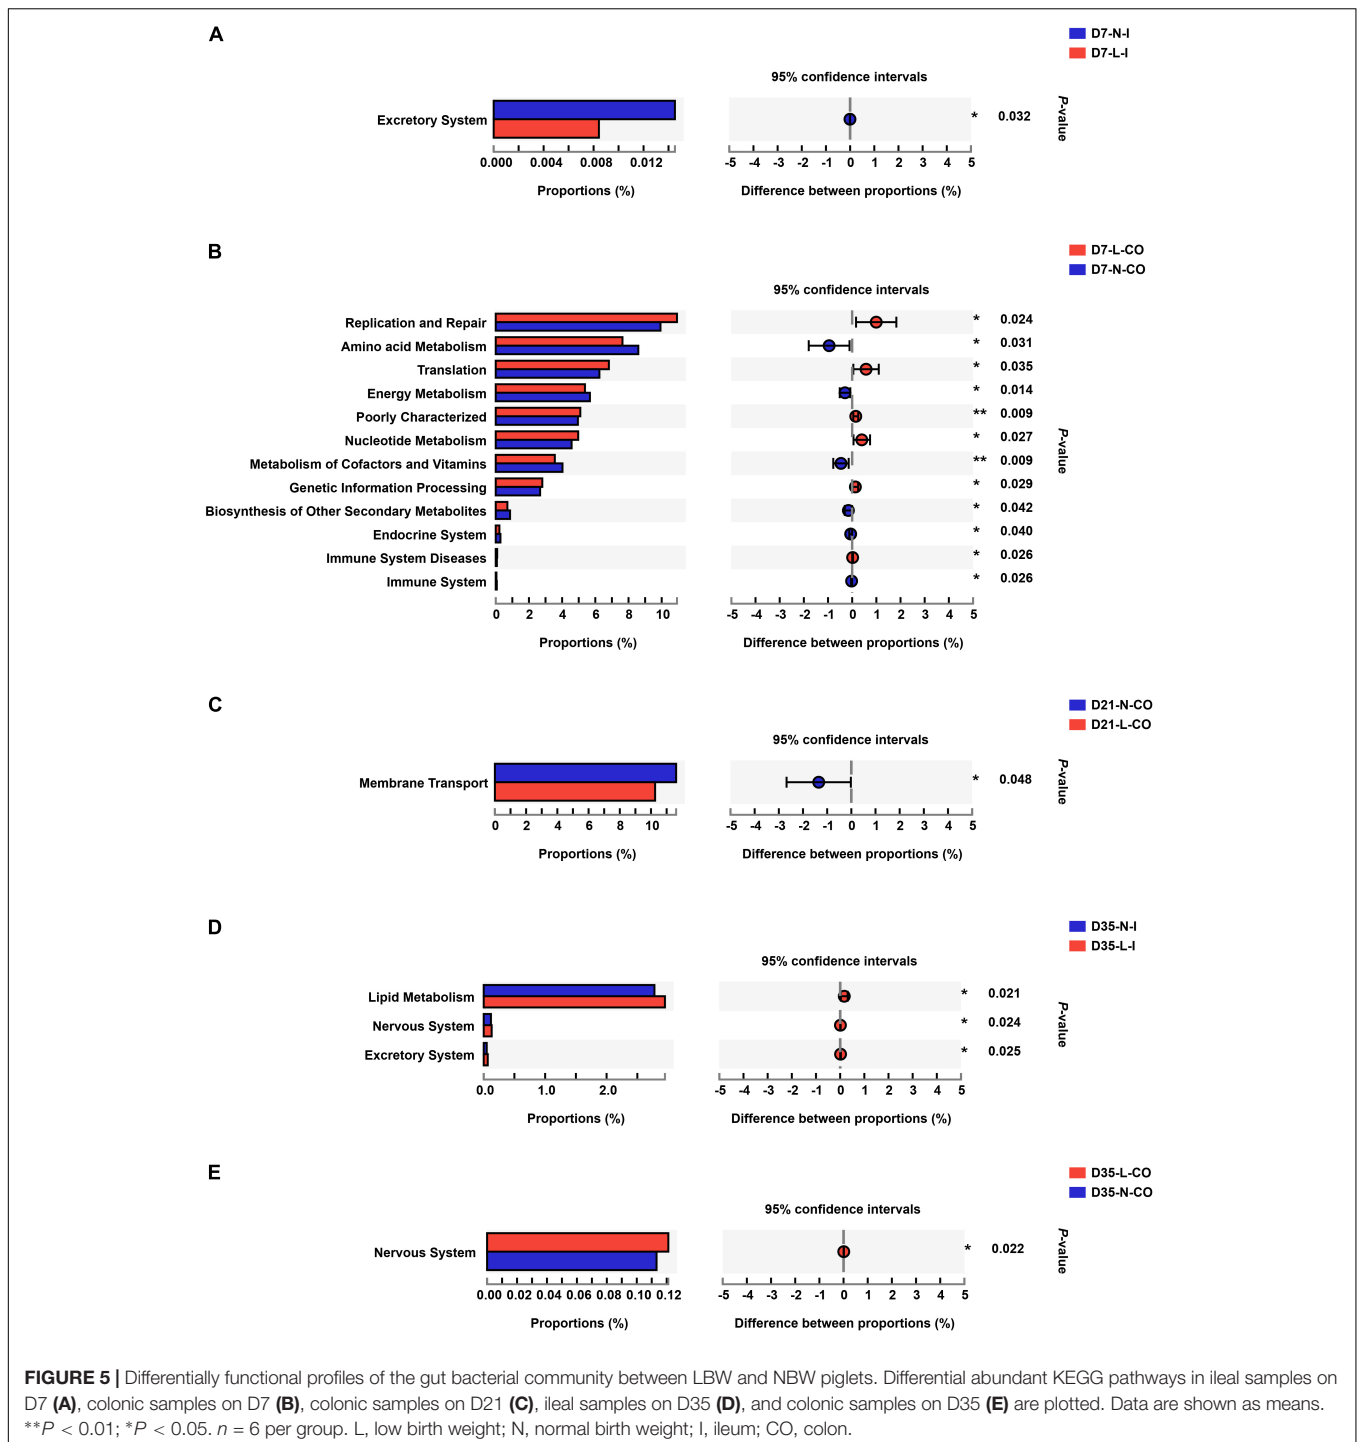 A
D7-N-I
D7-L-I
95% confidence intervals
Excretory System
* 0.032
P-value
0.000 0.004 0.008 0.012
-5 -4 -3 -2 -1 0 1 2 3 4 5
Proportions (%)
Difference between proportions (%)
B
D7-L-CO
D7-N-CO
95% confidence intervals
Replication and Repair * 0.024
Amino acid Metabolism * 0.031
Translation * 0.035
Energy Metabolism * 0.014
Poorly Characterized ** 0.009
Nucleotide Metabolism * 0.027
Metabolism of Cofactors and Vitamins ** 0.009
Genetic Information Processing * 0.029
Biosynthesis of Other Secondary Metabolites * 0.042
Endocrine System * 0.040
Immune System Diseases * 0.026
Immune System * 0.026
P-value
0 2 4 6 8 10
-5 -4 -3 -2 -1 0 1 2 3 4 5
Proportions (%)
Difference between proportions (%)
C
D21-N-CO
D21-L-CO
95% confidence intervals
Membrane Transport
* 0.048
P-value
0 2 4 6 8 10
-5 -4 -3 -2 -1 0 1 2 3 4 5
Proportions (%)
Difference between proportions (%)
D
D35-N-I
D35-L-I
95% confidence intervals
Lipid Metabolism * 0.021
Nervous System * 0.024
Excretory System * 0.025
P-value
0.0 1.0 2.0
-5 -4 -3 -2 -1 0 1 2 3 4 5
Proportions (%)
Difference between proportions (%)
E
D35-L-CO
D35-N-CO
95% confidence intervals
Nervous System
* 0.022
P-value
0.00 0.02 0.04 0.06 0.08 0.10 0.12
-5 -4 -3 -2 -1 0 1 2 3 4 5
Proportions (%)
Difference between proportions (%)
FIGURE 5 | Differentially functional profiles of the gut bacterial community between LBW and NBW piglets. Differential abundant KEGG pathways in ileal samples on
D7 (A), colonic samples on D7 (B), colonic samples on D21 (C), ileal samples on D35 (D), and colonic samples on D35 (E) are plotted. Data are shown as means.
**P < 0.01; *P < 0.05. n = 6 per group. L, low birth weight; N, normal birth weight; I, ileum; CO, colon.